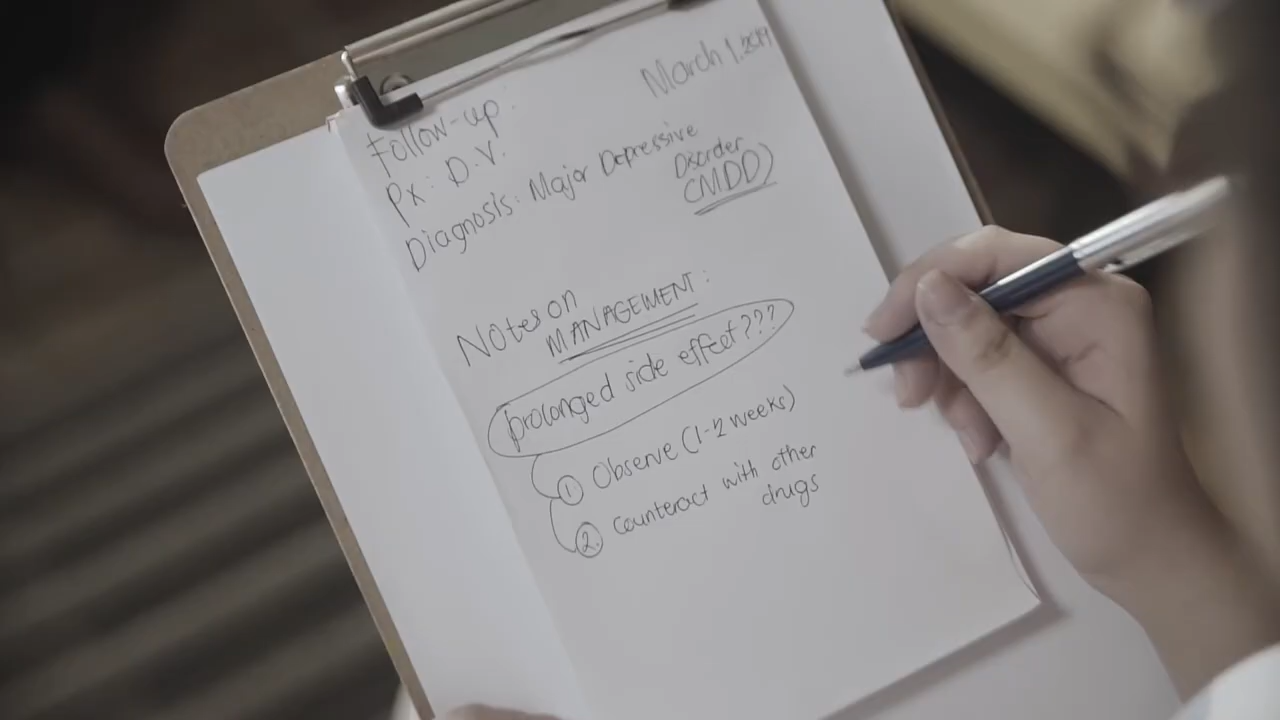 March 1, 2019
Follow-up:
Px: D.V.
Diagnosis: Major Depressive
Disorder
(MDD)
Notes on
MANAGEMENT:
prolonged side effect???
1 Observe (1-2 weeks)
2. Counteract with other
drugs